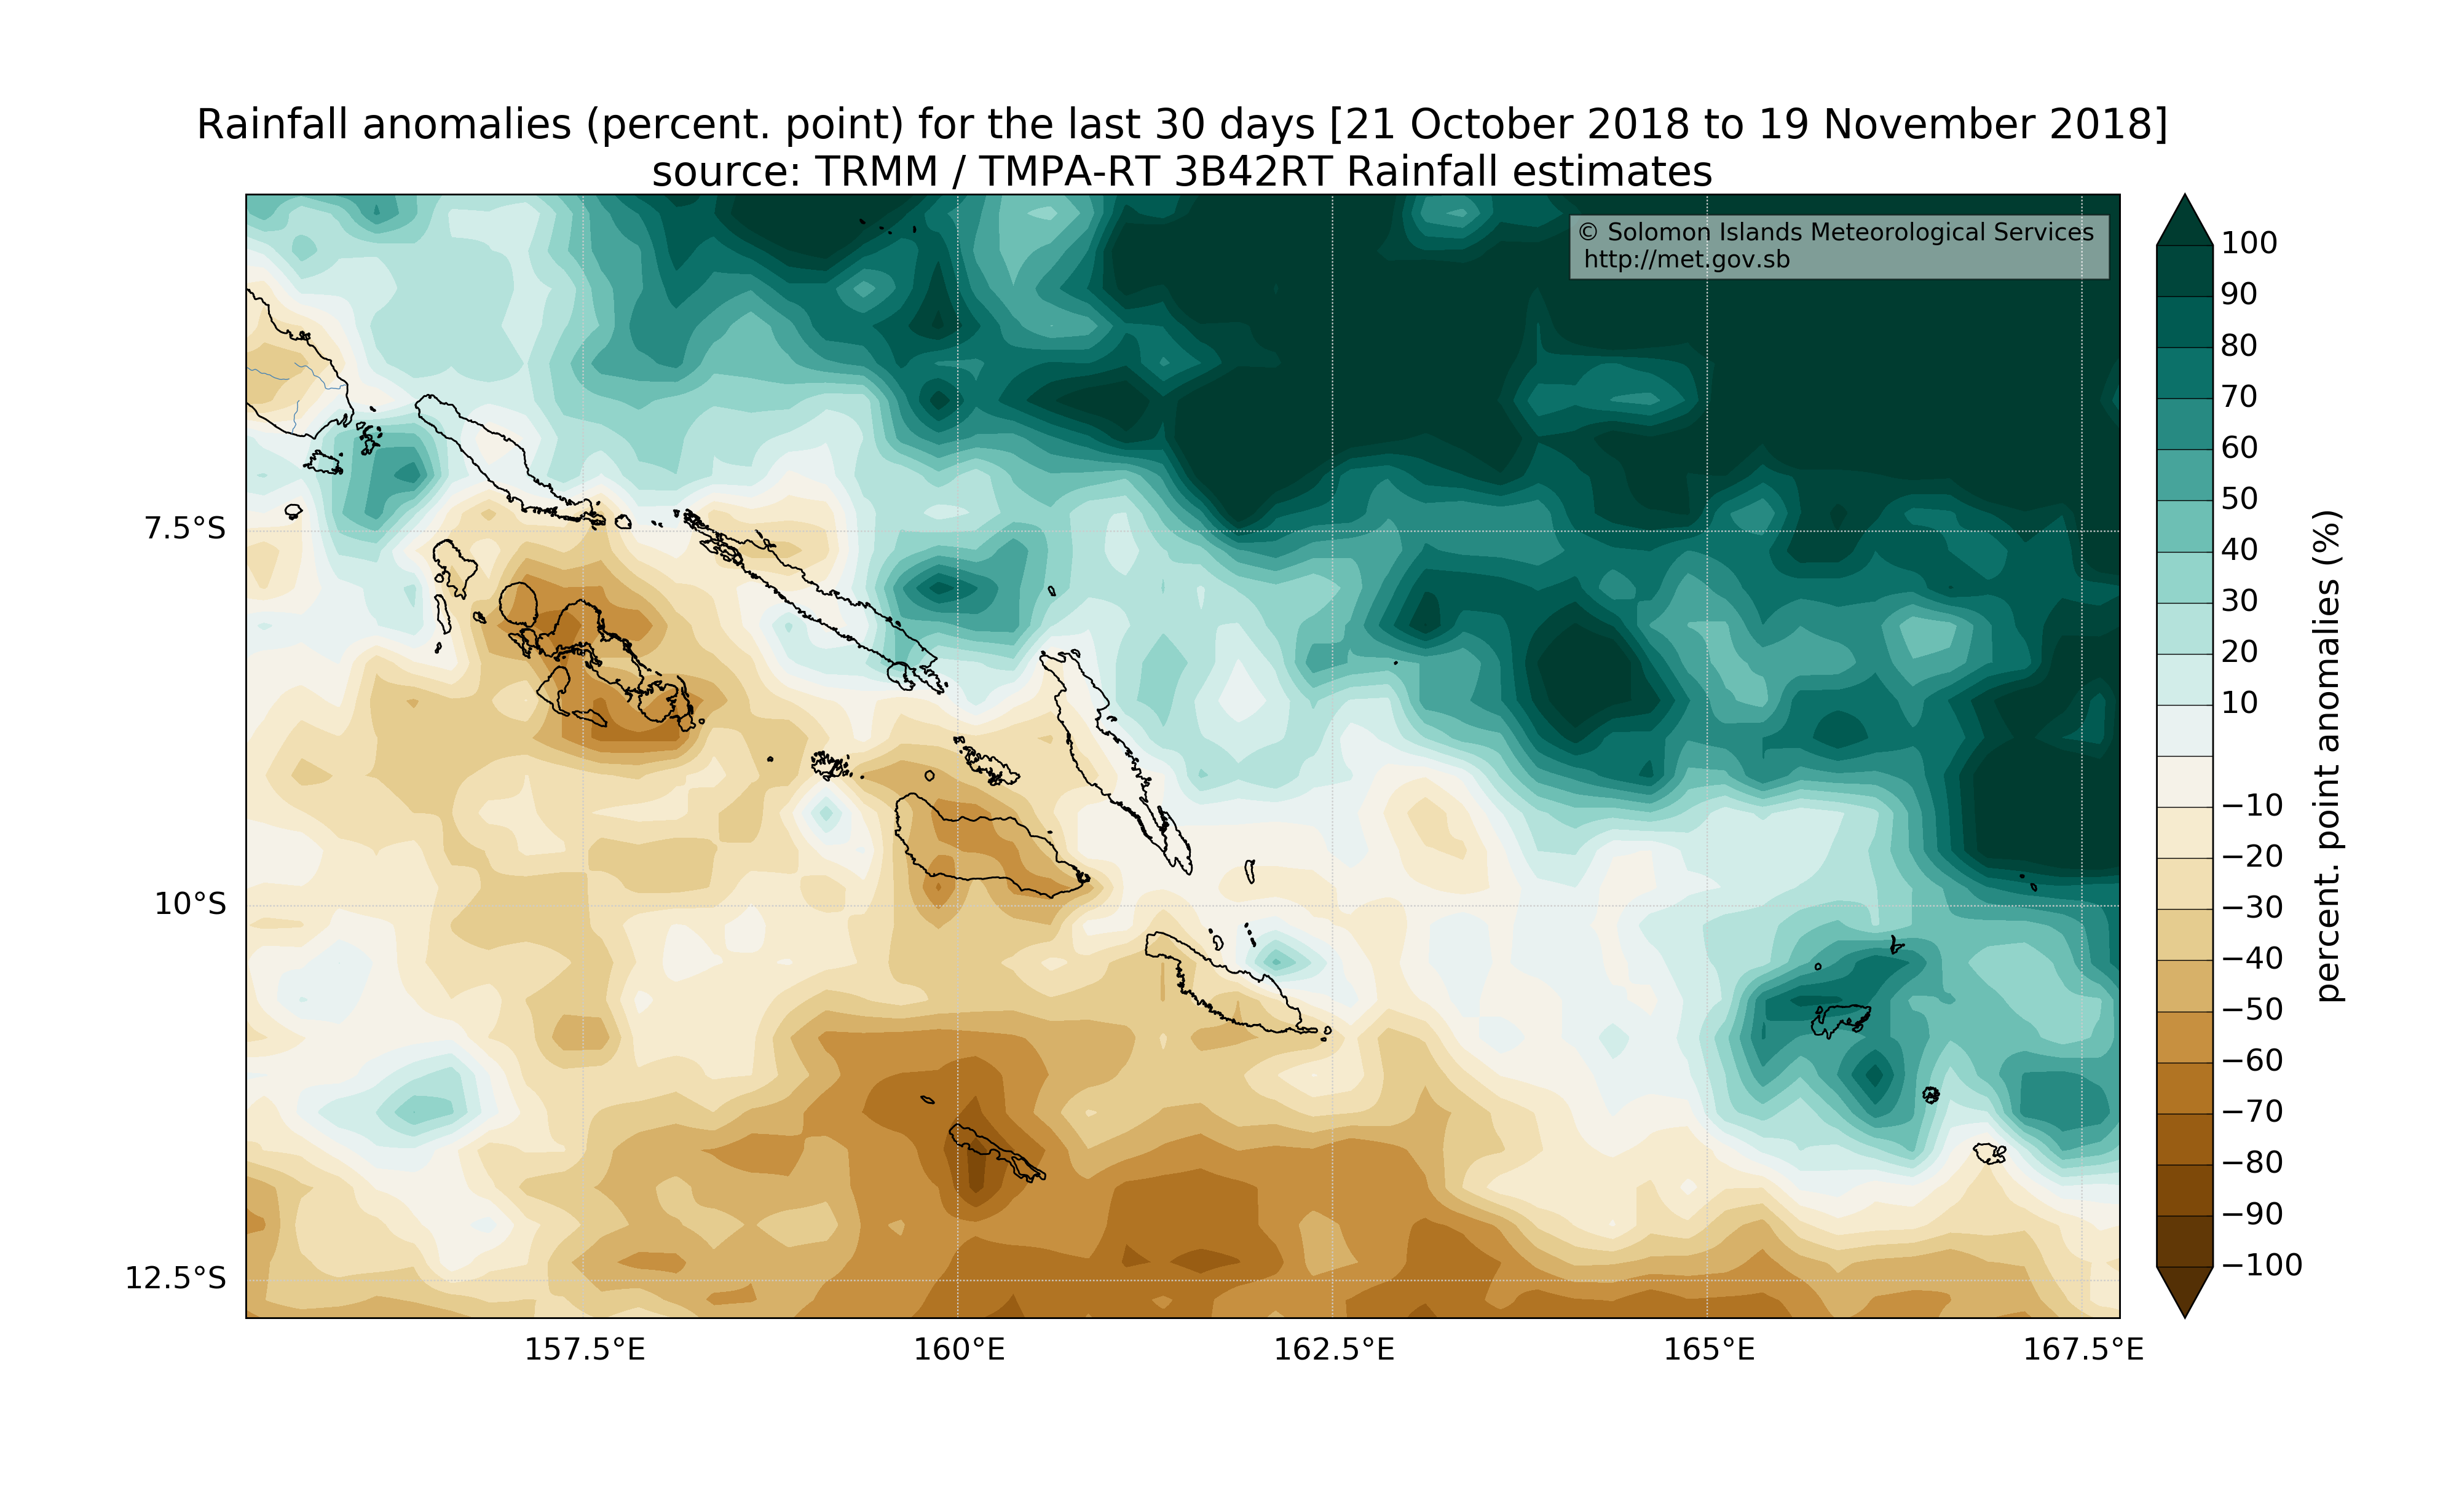 Rainfall anomalies (percent. point) for the last 30 days [21 October 2018 to 19 November 2018]
source: TRMM / TMPA-RT 3B42RT Rainfall estimates
© Solomon Islands Meteorological Services
http://met.gov.sb
7.5°S
10°S
12.5°S
157.5°E
160°E
162.5°E
165°E
167.5°E
100
90
80
70
60
50
40
30
20
10
−10
−20
−30
−40
−50
−60
−70
−80
−90
−100
percent. point anomalies (%)